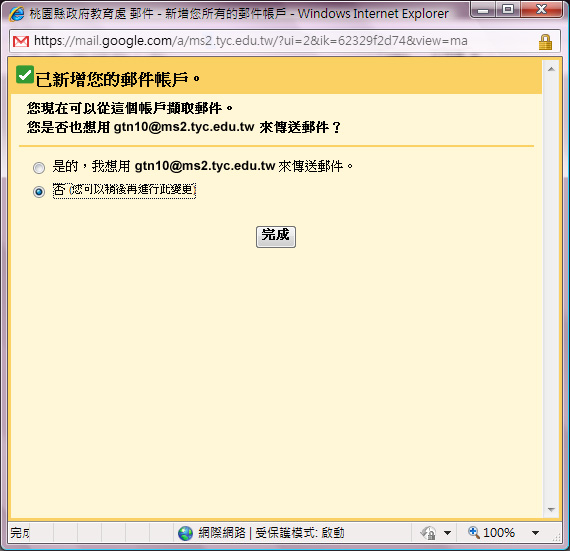 桃園縣政府教育處 郵件 - 新增您所有的郵件帳戶 - Windows Internet Explorer
https://mail.google.com/a/ms2.tyc.edu.tw/?ui=2&ik=62329f2d74&view=ma
已新增您的郵件帳戶。
您現在可以從這個帳戶擷取郵件。
您是否也想用 gtn10@ms2.tyc.edu.tw 來傳送郵件？
是的，我想用 gtn10@ms2.tyc.edu.tw 來傳送郵件。
否 (您可以稍後再進行此變更)
完成
完成 網際網路 | 受保護模式: 啟動 100%